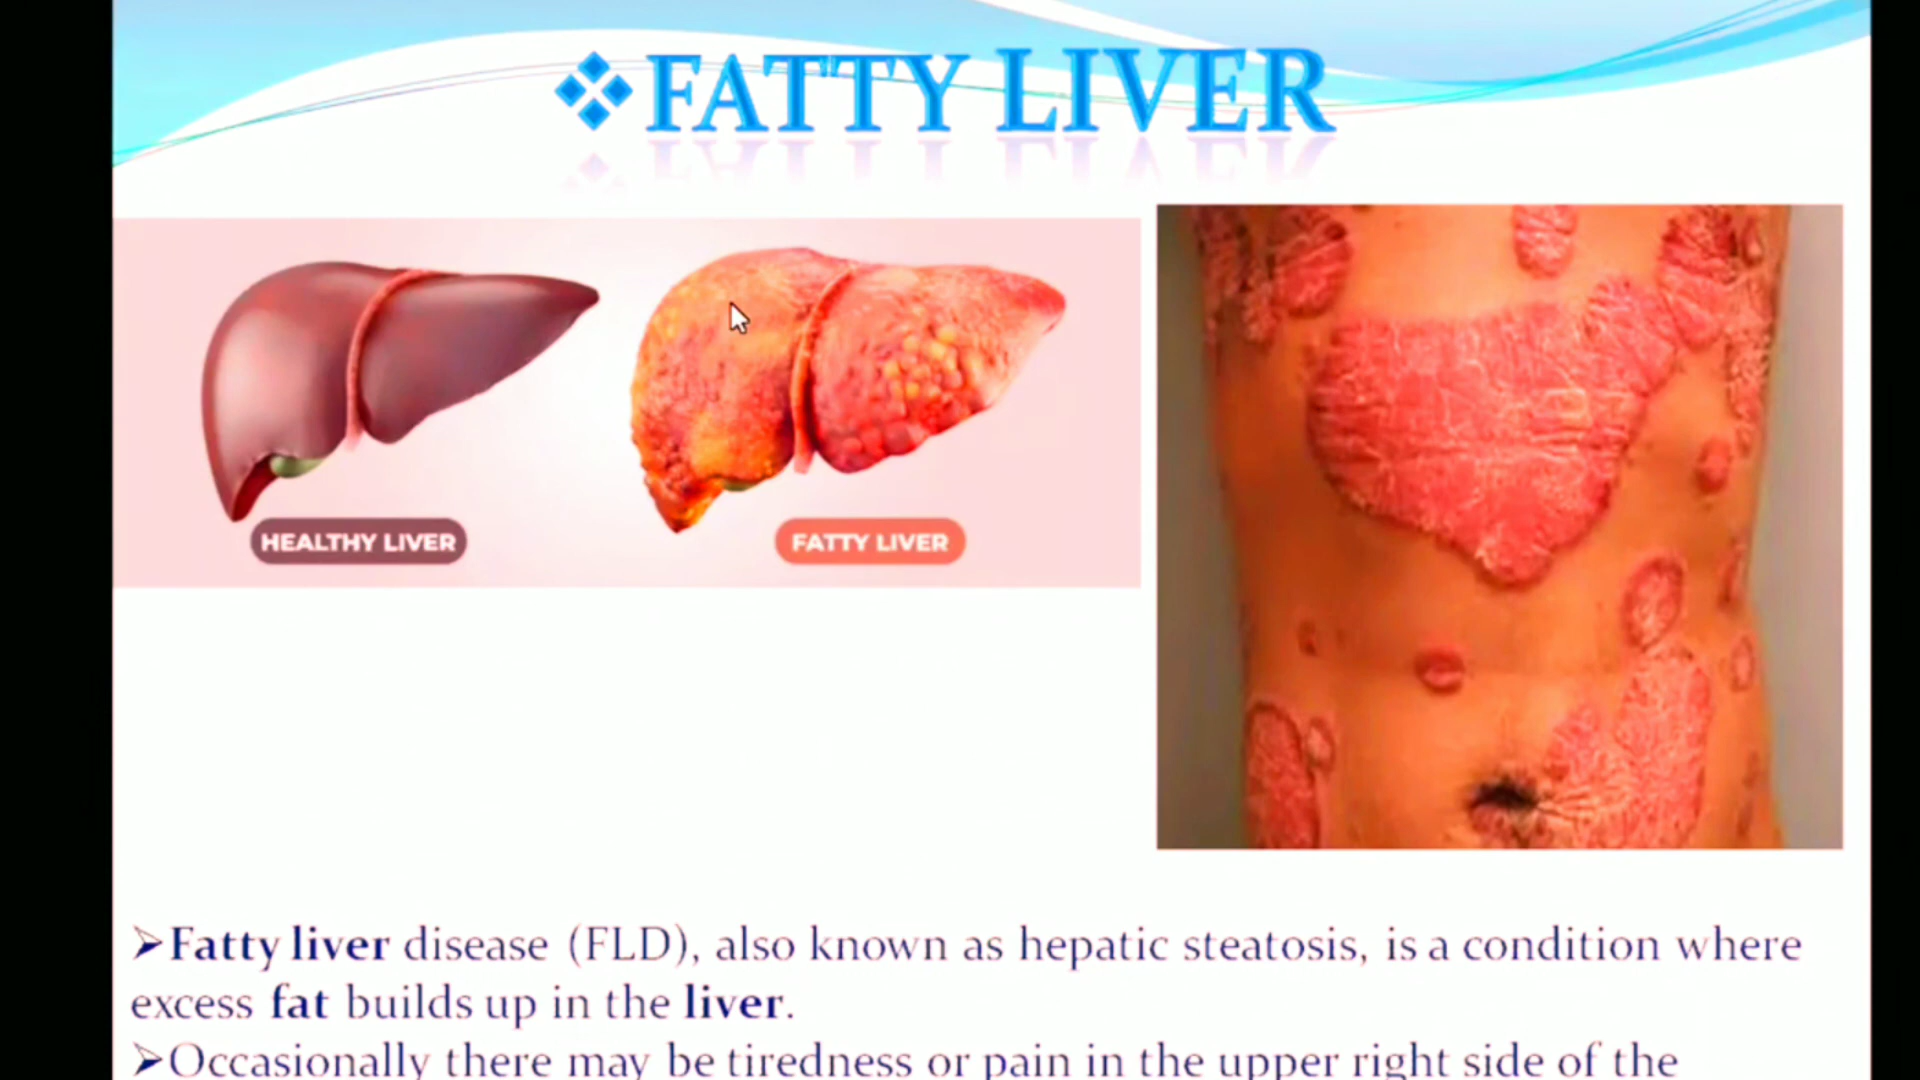 ❖FATTY LIVER
HEALTHY LIVER
FATTY LIVER
➢Fatty liver disease (FLD), also known as hepatic steatosis, is a condition where
excess fat builds up in the liver.
➢Occasionally there may be tiredness or pain in the upper right side of the